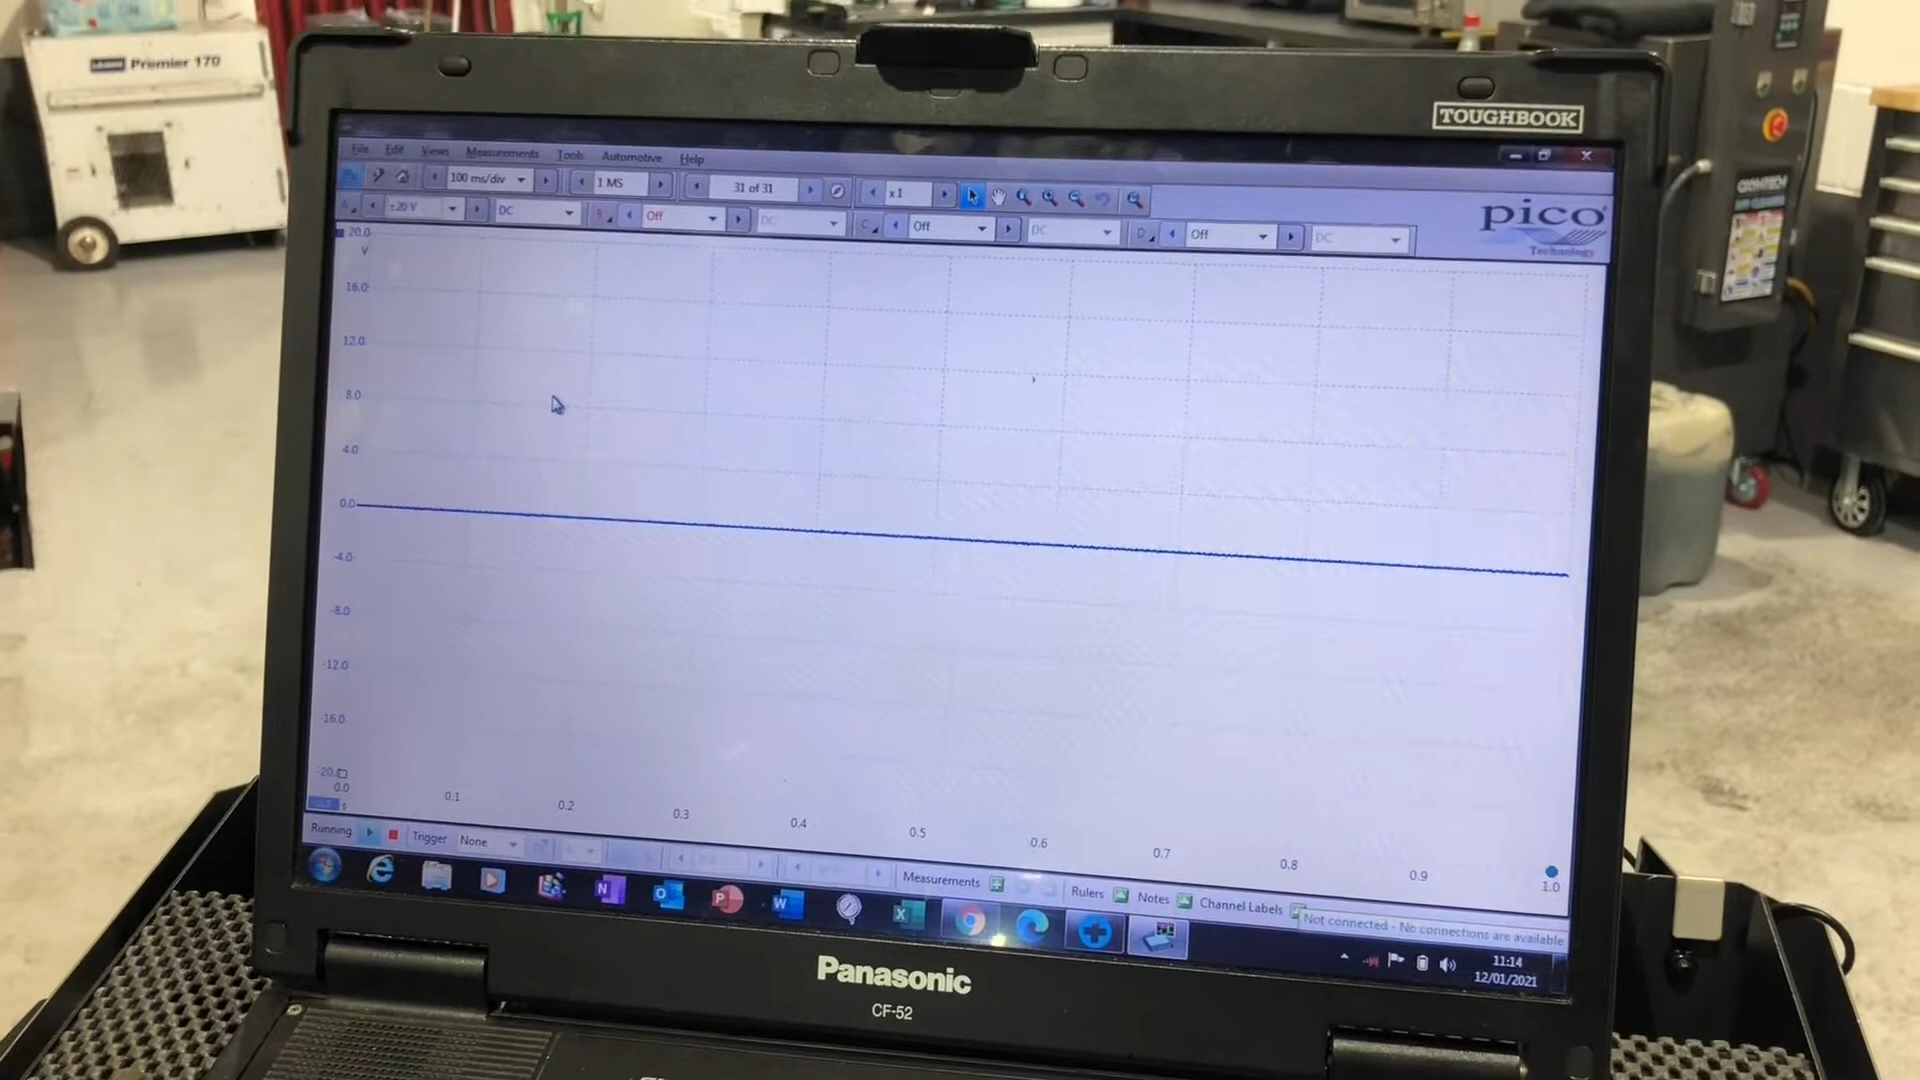 Premier 170
TOUGHBOOK
File Edit Views Measurements Tools Automotive Help
100 ms/div 1 MS 31 of 31 x1
A ±20 V DC B Off DC C Off DC D Off DC
pico
Technology
20.0
V
16.0
12.0
8.0
4.0
0.0
-4.0
-8.0
-12.0
-16.0
-20.0
0.0 0.1 0.2 0.3 0.4 0.5 0.6 0.7 0.8 0.9 1.0
s
Running Trigger None Measurements Rulers Notes Channel Labels
Not connected - No connections are available
11:14
12/01/2021
Panasonic
CF-52